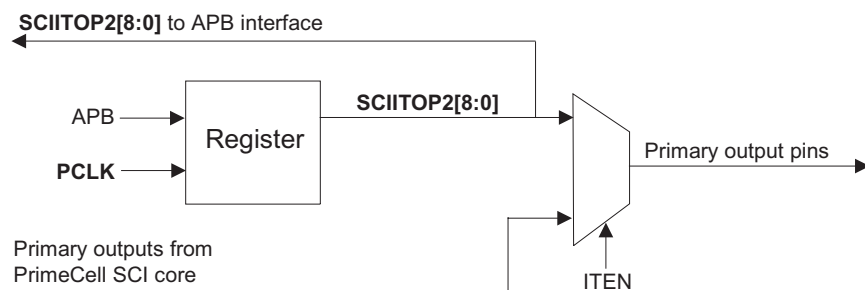 SCIITOP2[8:0] to APB interface
SCIITOP2[8:0]
APB
Register
PCLK
Primary output pins
Primary outputs from
PrimeCell SCI core
ITEN